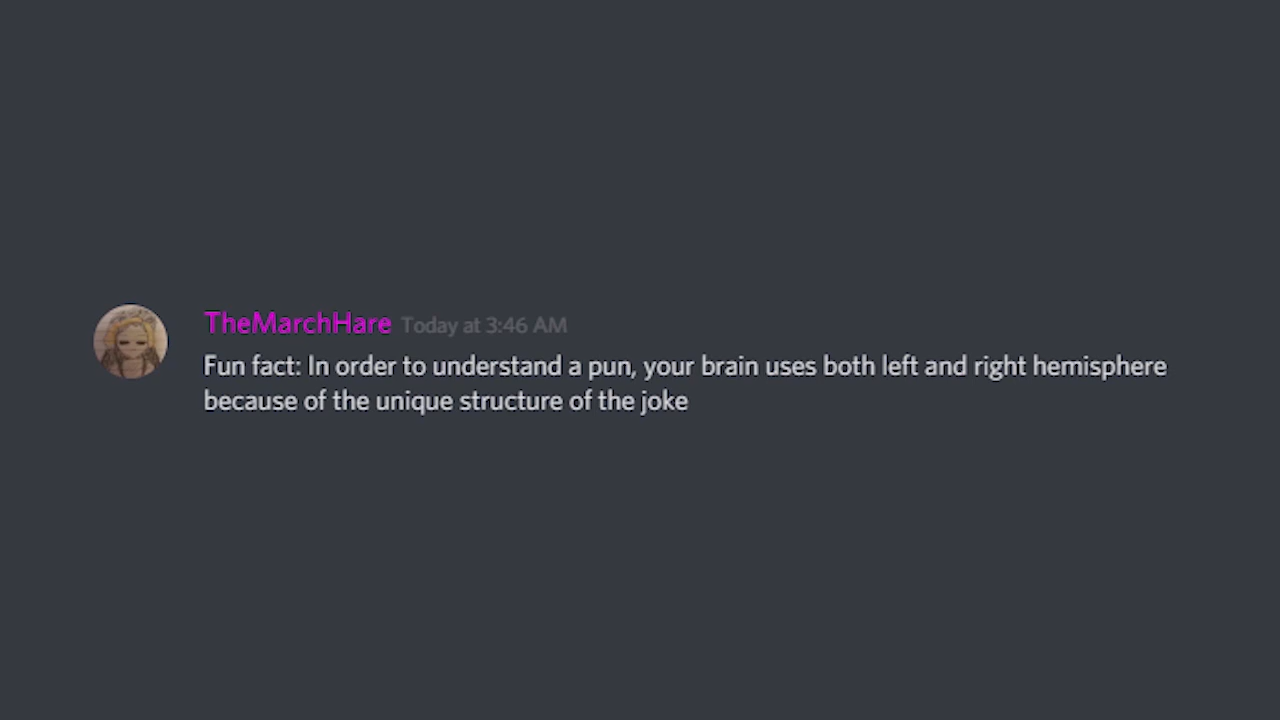 TheMarchHare Today at 3:46 AM
Fun fact: In order to understand a pun, your brain uses both left and right hemisphere
because of the unique structure of the joke